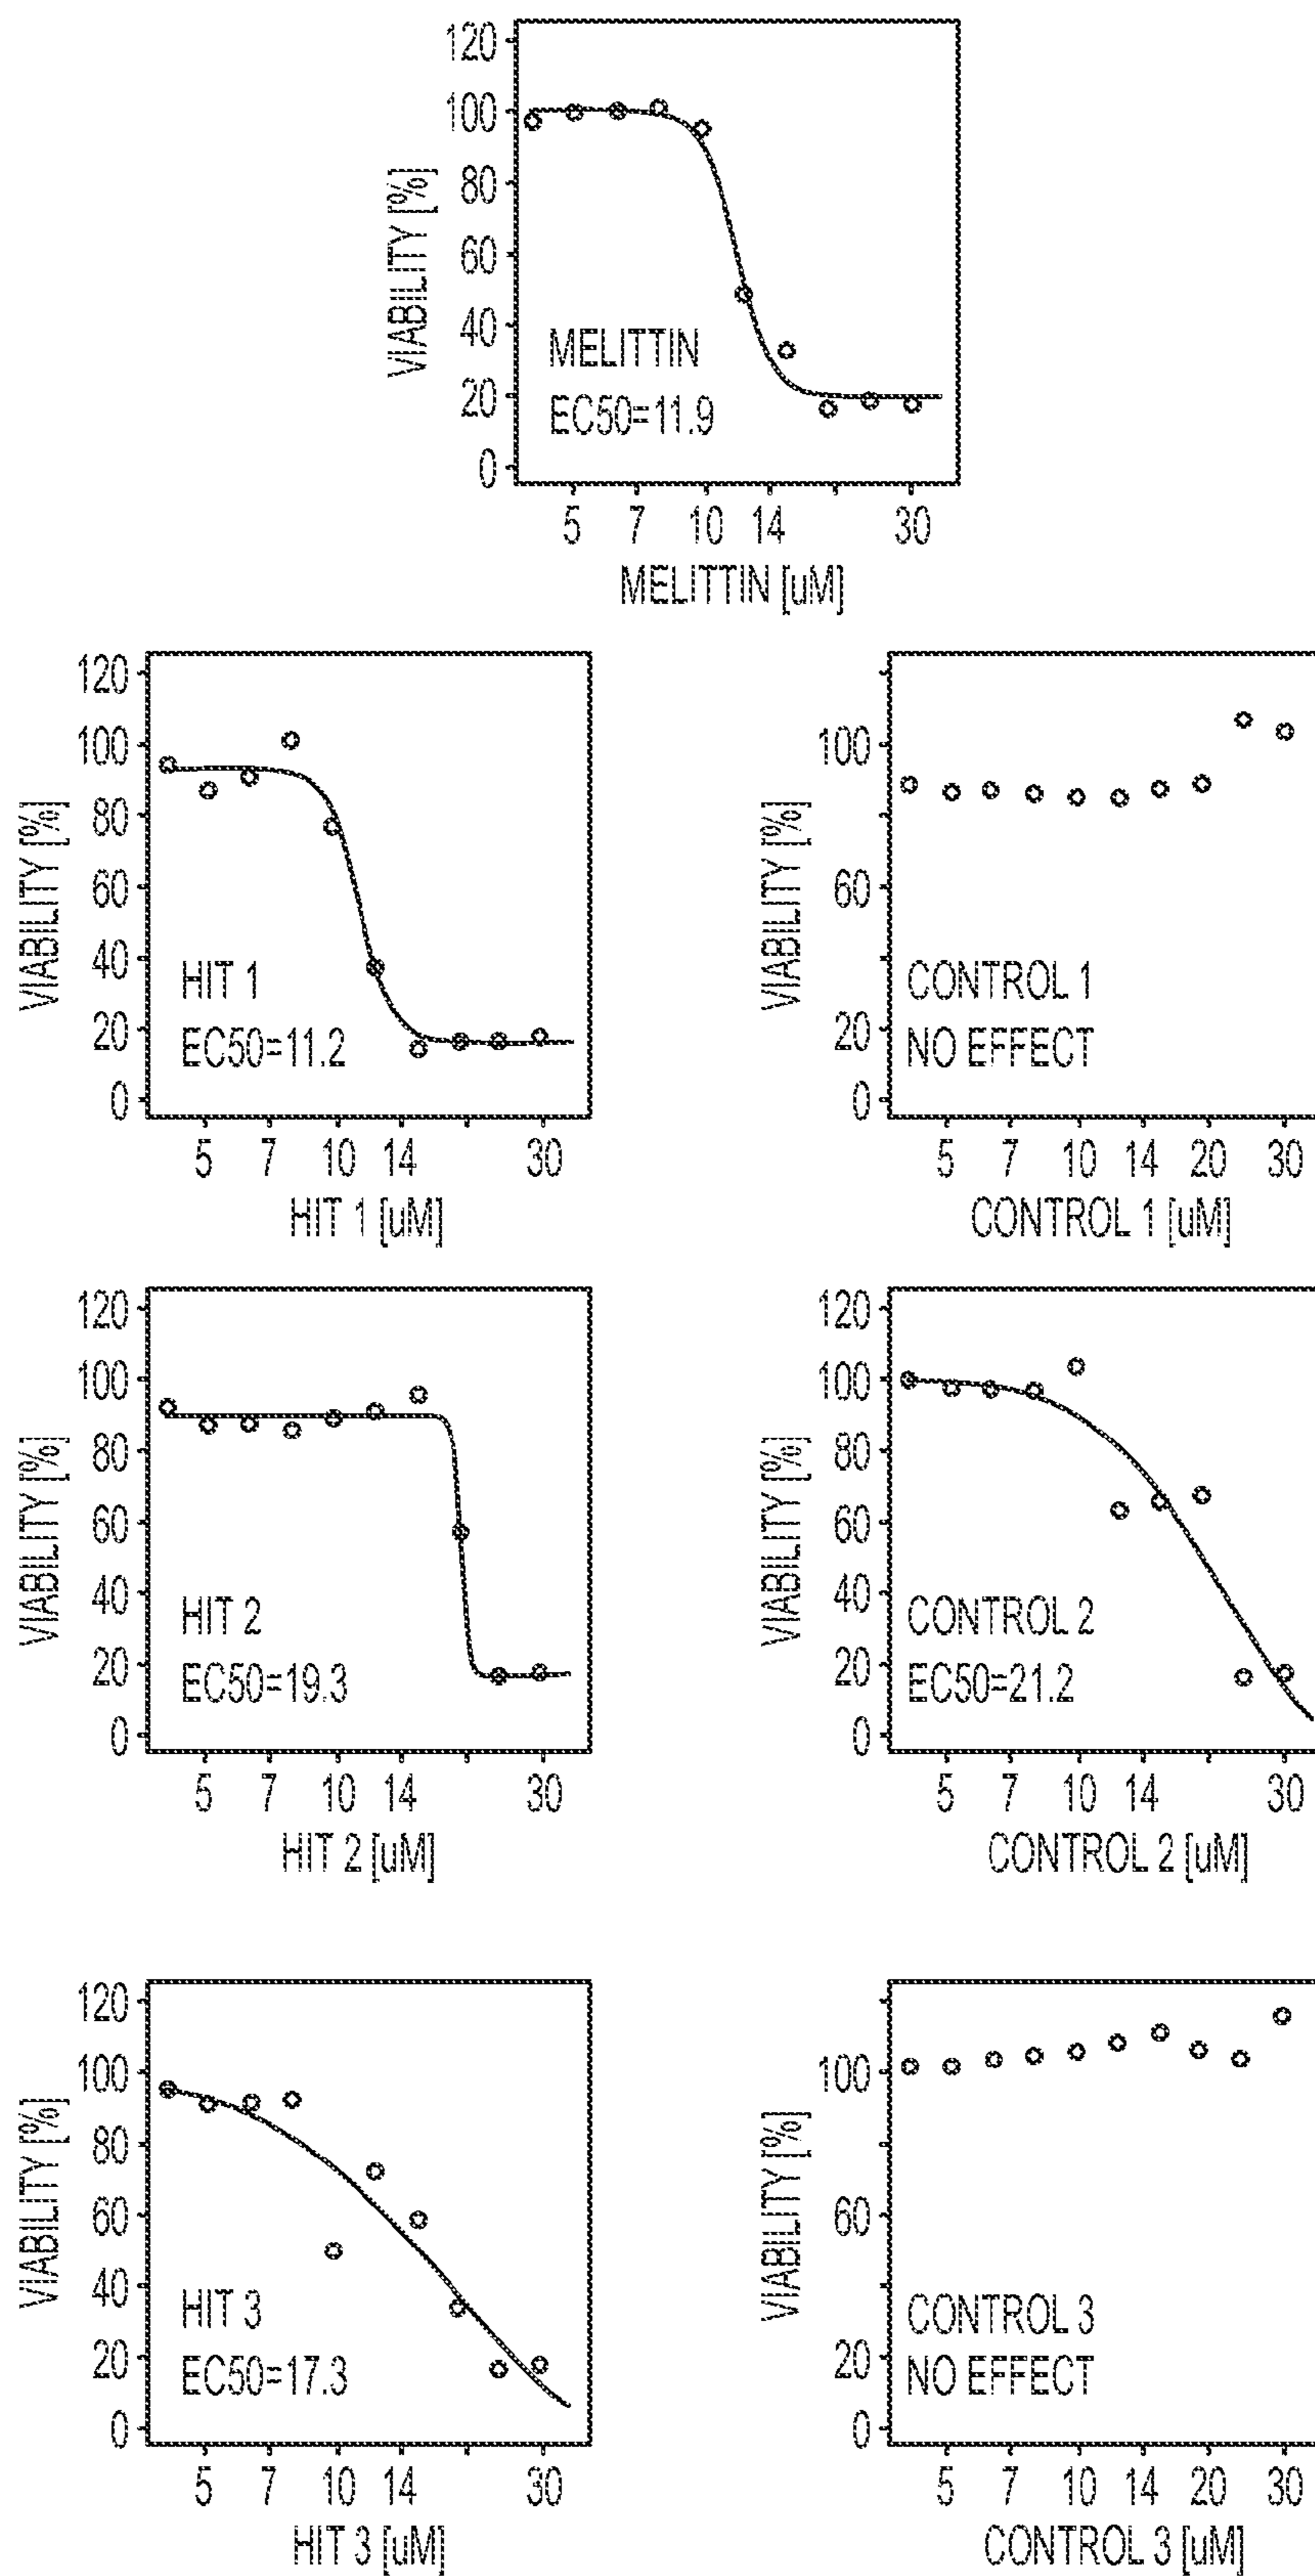 120
100
80
60
40
20
0
VIABILITY [%]
MELITTIN
EC50=11.9
5 7 10 14 30
MELITTIN [uM]
120
100
80
60
40
20
0
VIABILITY [%]
HIT 1
EC50=11.2
5 7 10 14 30
HIT 1 [uM]
100
60
20
0
VIABILITY [%]
CONTROL 1
NO EFFECT
5 7 10 14 20 30
CONTROL 1 [uM]
120
100
80
60
40
20
0
VIABILITY [%]
HIT 2
EC50=19.3
5 7 10 14 30
HIT 2 [uM]
120
100
80
60
40
20
0
VIABILITY [%]
CONTROL 2
EC50=21.2
5 7 10 14 30
CONTROL 2 [uM]
120
100
80
60
40
20
0
VIABILITY [%]
HIT 3
EC50=17.3
5 7 10 14 30
HIT 3 [uM]
100
60
20
0
VIABILITY [%]
CONTROL 3
NO EFFECT
5 7 10 14 20 30
CONTROL 3 [uM]